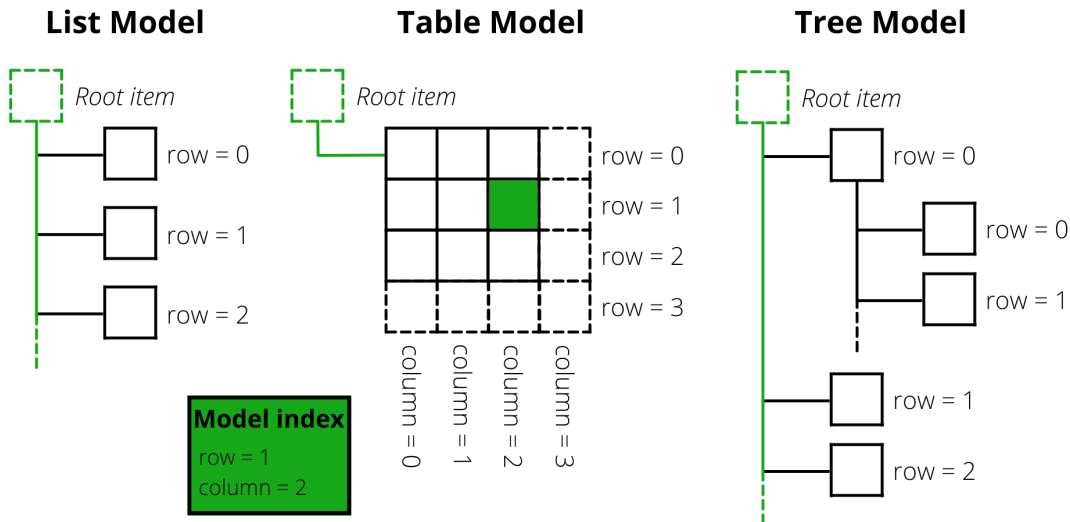 List Model
Root item
row = 0
row = 1
row = 2
Table Model
Root item
row = 0
row = 1
row = 2
row = 3
column = 0
column = 1
column = 2
column = 3
Model index
row = 1
column = 2
Tree Model
Root item
row = 0
row = 0
row = 1
row = 1
row = 2